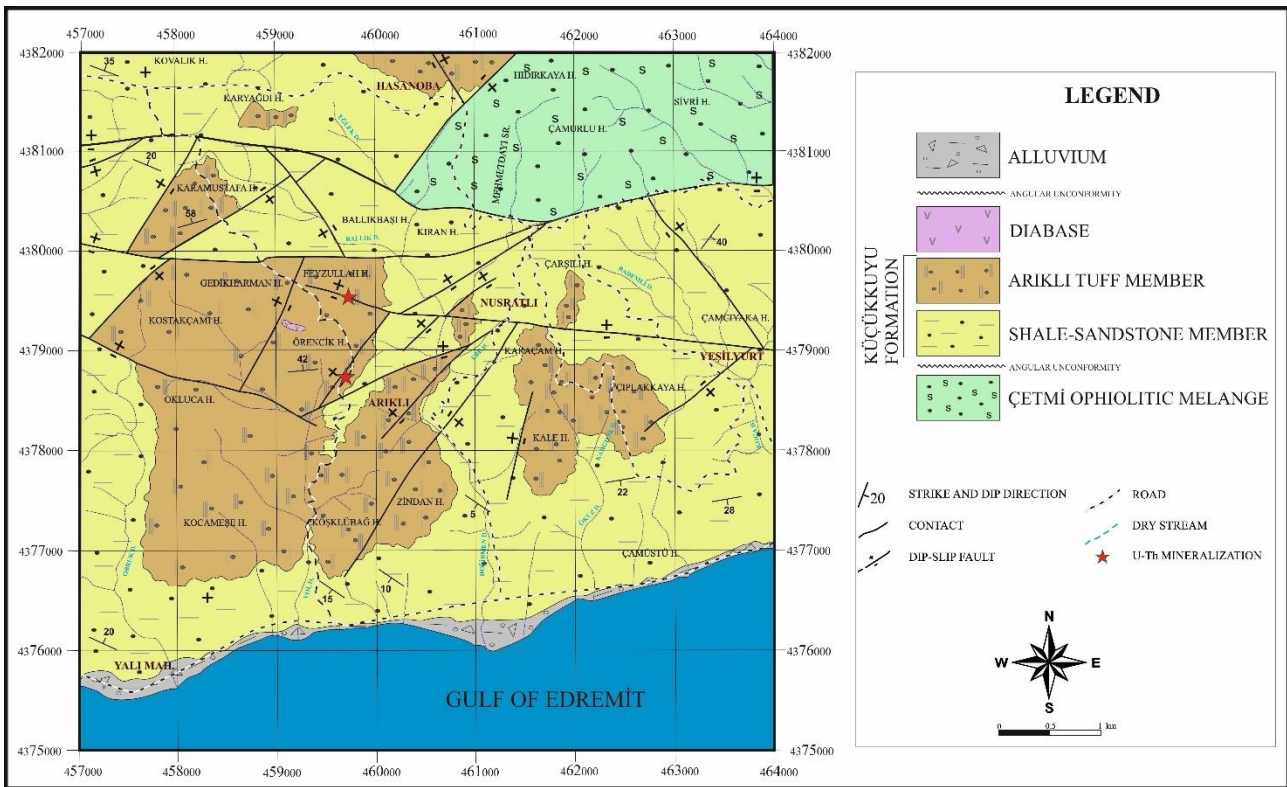 457000 458000 459000 460000 461000 462000 463000 464000
4382000 4382000
35
KOVALIK H.
HASANOBA
HIDIRKAYA H.
KARYAĞDI H.
SİVRİ H.
ÇAMURLU H.
MEHMETDAYI SR.
4381000 4381000
20
KARAMUSTAFA H.
58
BALLIKBAŞI H.
KIRAN H.
BALLIK D.
40
4380000 4380000
FEYZULLAH H.
GEDİKHARMAN H.
ÇARŞILI H.
KOSTAKÇAMI H.
NUSRATLI
ÇAMCIYAKA H.
ÖRENCİK H.
42
KARAÇAM H.
YEŞİLYURT
4379000 4379000
OKLUCA H.
ARIKLI
ÇIPLAKKAYA H.
KALE H.
4378000 4378000
ZİNDAN H.
22
28
5
KOCAMEŞE H.
KÖŞKLÜBAĞ H.
4377000 4377000
ÇAMÜSTÜ H.
10
15
20
4376000 4376000
YALI MAH.
GULF OF EDREMİT
4375000 4375000
457000 458000 459000 460000 461000 462000 463000 464000
LEGEND
ALLUVIUM
ANGULAR UNCONFORMITY
DIABASE
KÜÇÜKKUYU
FORMATION
ARIKLI TUFF MEMBER
SHALE-SANDSTONE MEMBER
ANGULAR UNCONFORMITY
ÇETMİ OPHIOLITIC MELANGE
20 STRIKE AND DIP DIRECTION
CONTACT
DIP-SLIP FAULT
ROAD
DRY STREAM
U-Th MINERALIZATION
N
W E
S
0 0.5 1 km